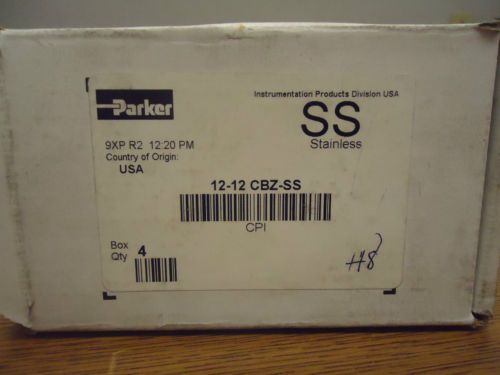 Instrumentation Products Division USA
Parker
SS
Stainless
9XP R2 12:20 PM
Country of Origin:
USA
12-12 CBZ-SS
CPI
Box
Qty
4
#8